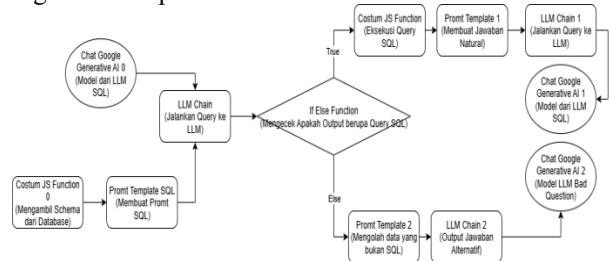 Chat Google
Generative AI 0
(Model dari LLM
SQL)
Costum JS Function
0
(Mengambil Schema
dari Database)
Promt Template SQL
(Membuat Promt
SQL)
LLM Chain
(Jalankan Query ke
LLM)
If Else Function
(Mengecek Apakah Output berupa Query SQL)
True
Costum JS Function
(Eksekusi Query
SQL)
Promt Template 1
(Membuat Jawaban
Natural)
LLM Chain 1
(Jalankan Query ke
LLM)
Chat Google
Generative AI 1
(Model dari LLM
SQL)
Else
Promt Template 2
(Mengolah data yang
bukan SQL)
LLM Chain 2
(Output Jawaban
Alternatif)
Chat Google
Generative AI 2
(Model LLM Bad
Question)